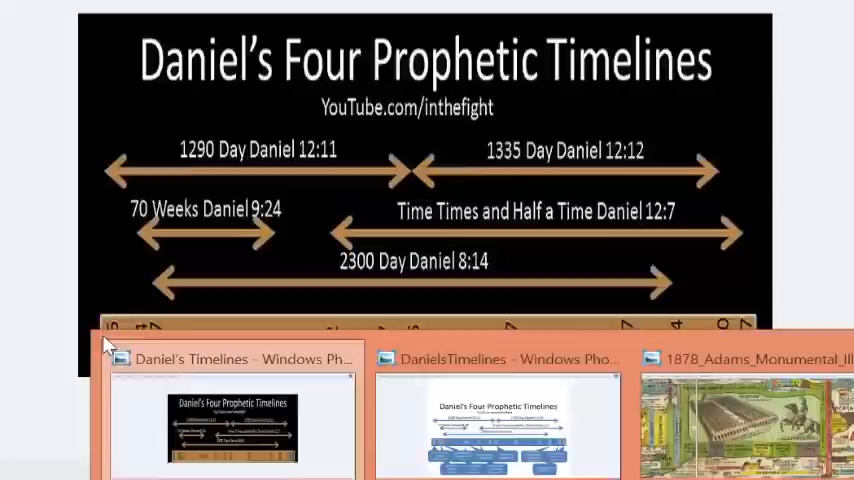 Daniel's Four Prophetic Timelines
YouTube.com/inthefight
1290 Day Daniel 12:11
1335 Day Daniel 12:12
70 Weeks Daniel 9:24
Time Times and Half a Time Daniel 12:7
2300 Day Daniel 8:14
Daniel's Timelines - Windows Ph...
DanielsTimelines - Windows Pho...
1878_Adams_Monumental_Ill
Daniel's Four Prophetic Timelines
Daniel's Four Prophetic Timelines